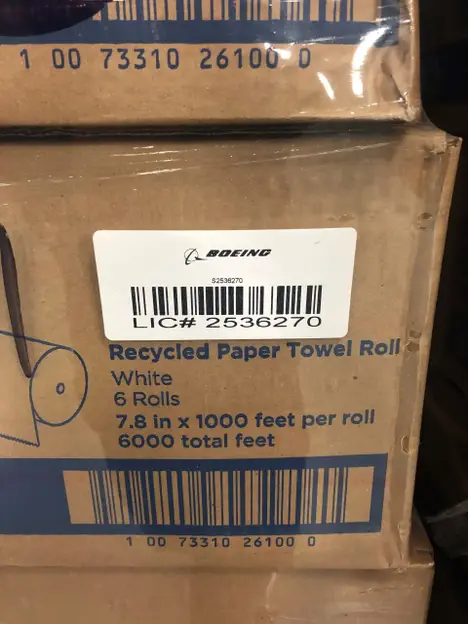 1 00 73310 26100 0
BOEING
S2536270
LIC# 2536270
Recycled Paper Towel Roll
White
6 Rolls
7.8 in x 1000 feet per roll
6000 total feet
1 00 73310 26100 0